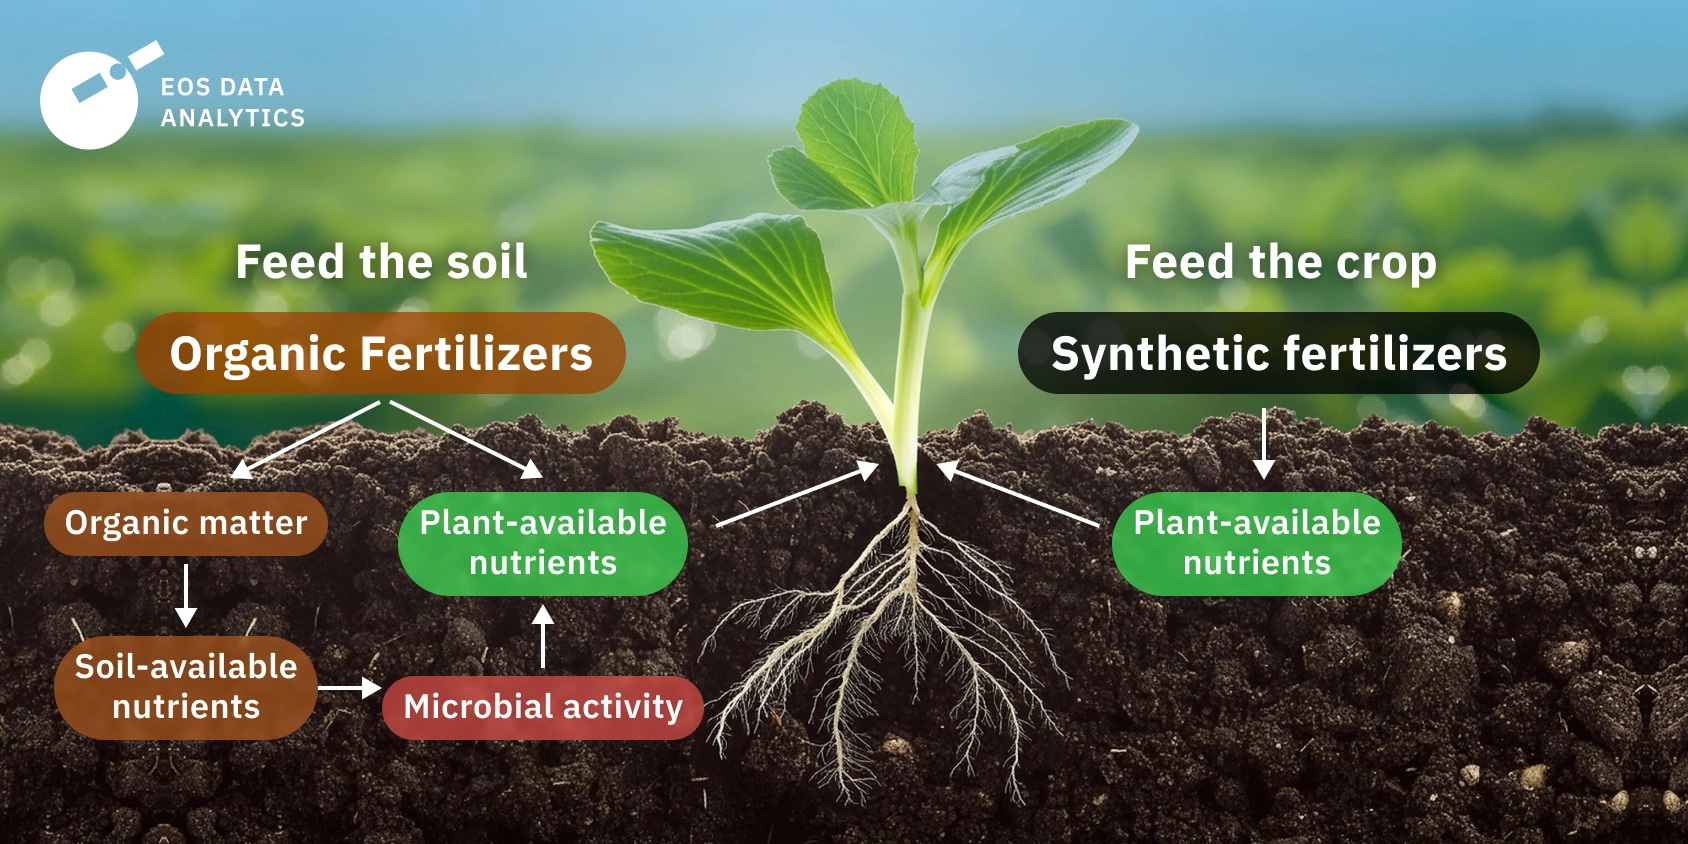 EOS DATA
ANALYTICS
Feed the soil
Organic Fertilizers
Organic matter
Plant-available
nutrients
Soil-available
nutrients
Microbial activity
Feed the crop
Synthetic fertilizers
Plant-available
nutrients